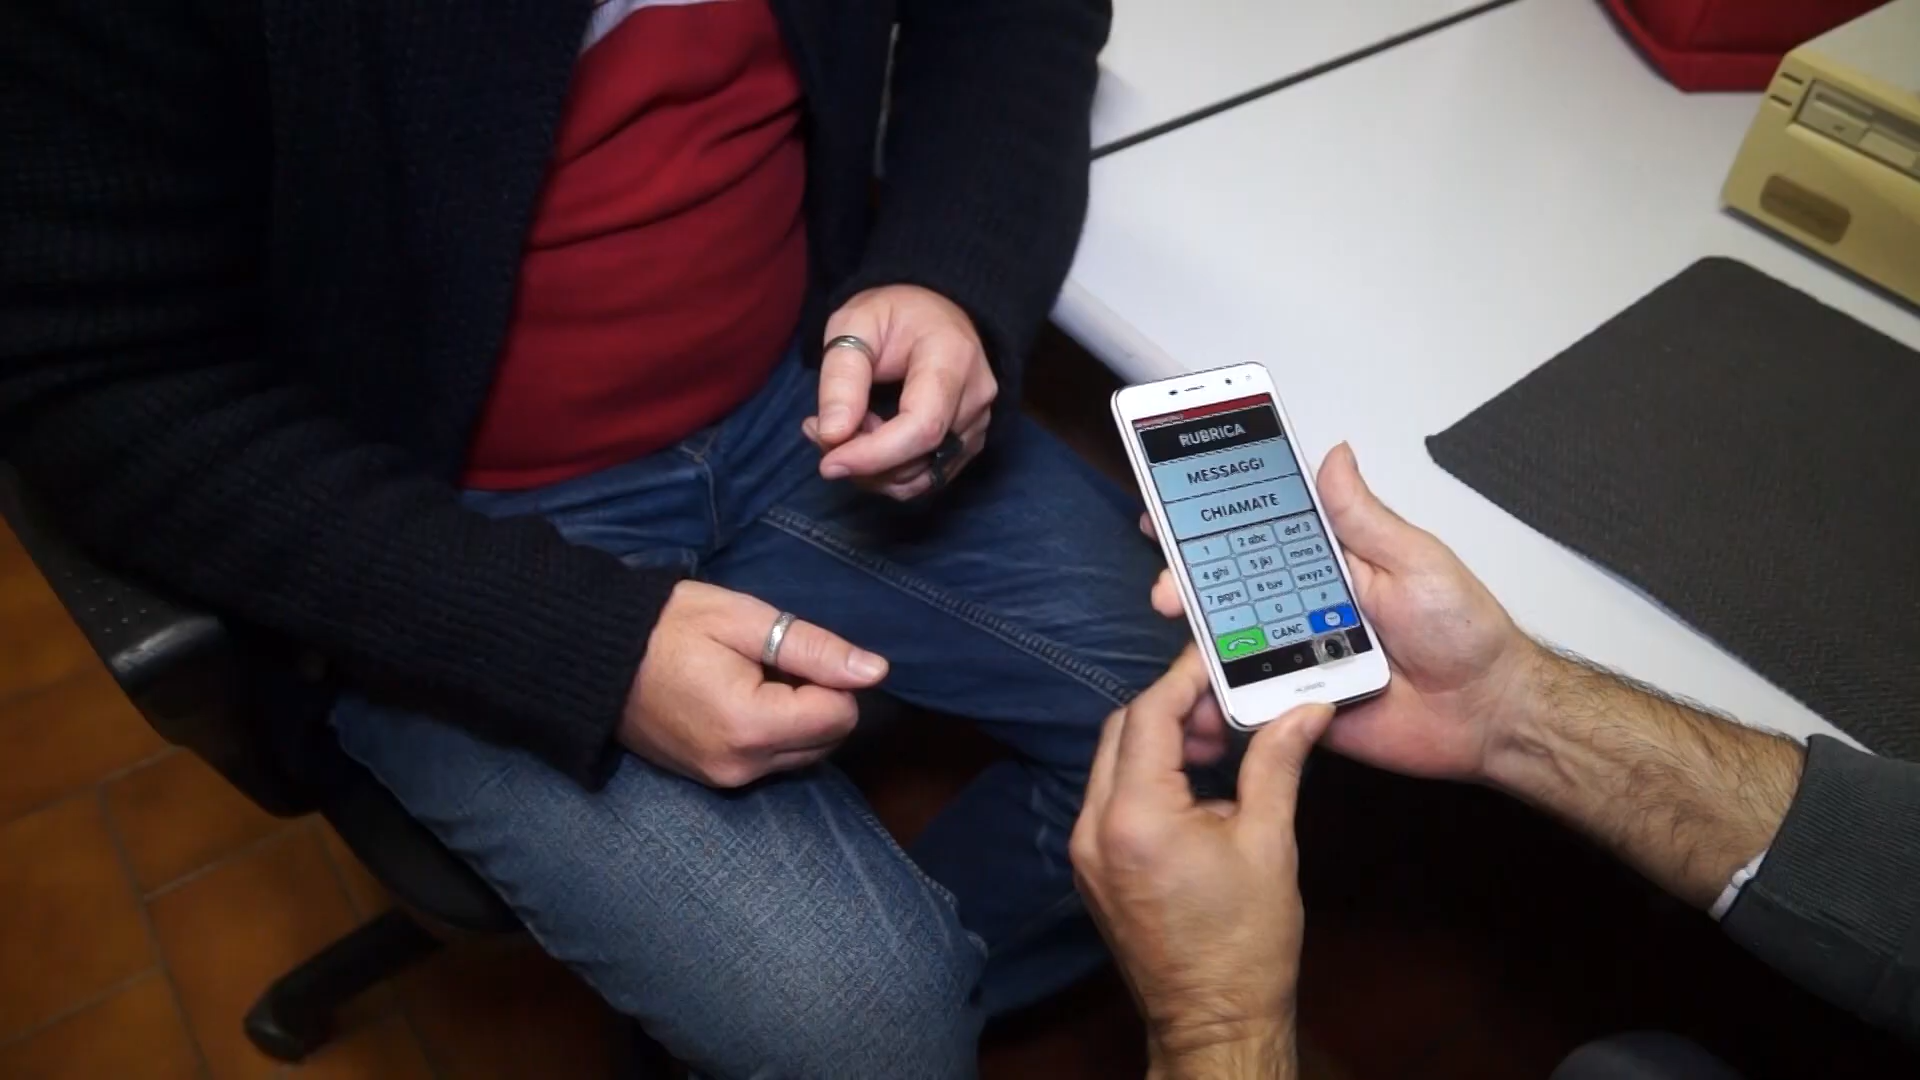 RUBRICA
MESSAGGI
CHIAMATE
1 2 abc def 3
4 ghi 5 jkl mno 6
7 pqrs 8 tuv wxyz 9
* 0 #
CANC
HUAWEI